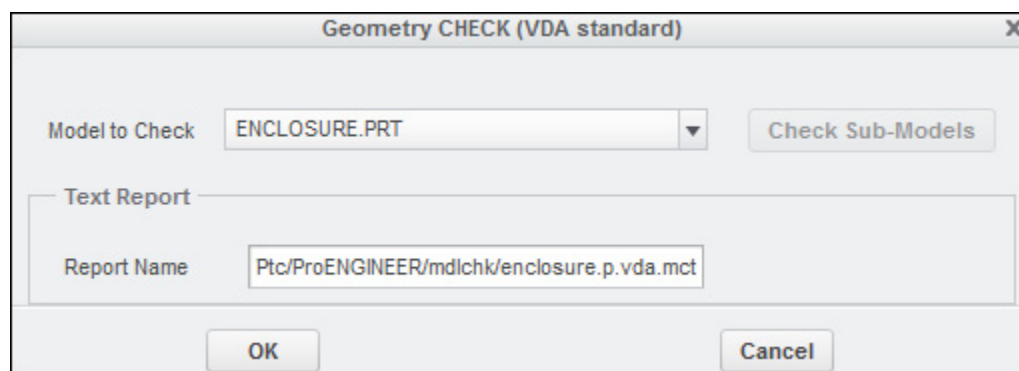 Geometry CHECK (VDA standard)
Model to Check ENCLOSURE.PRT Check Sub-Models
Text Report
Report Name Ptc/ProENGINEER/mdlchk/enclosure.p.vda.mct
OK Cancel